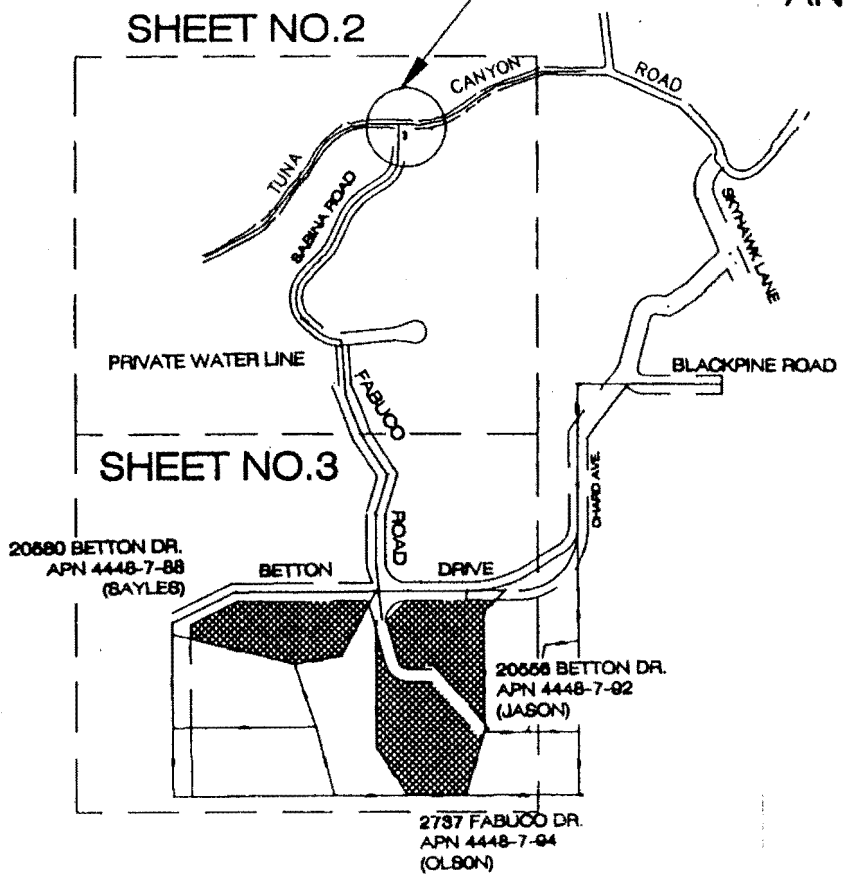 AN
SHEET NO.2
CANYON
ROAD
TUNA
SABINA ROAD
SKYHAWK LANE
PRIVATE WATER LINE
BLACKPINE ROAD
FABUCO
SHEET NO.3
CHARD AVE.
ROAD
20580 BETTON DR.
APN 4448-7-88
(SAYLES)
BETTON
DRIVE
20556 BETTON DR.
APN 4448-7-92
(JASON)
2737 FABUCO DR.
APN 4448-7-94
(OLSON)